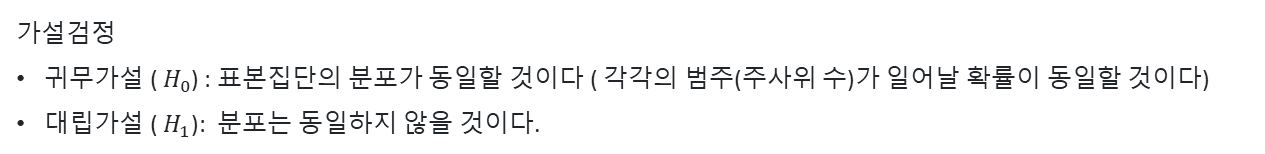 가설검정
• 귀무가설 ( H₀) : 표본집단의 분포가 동일할 것이다 ( 각각의 범주(주사위 수)가 일어날 확률이 동일할 것이다)
• 대립가설 ( H₁): 분포는 동일하지 않을 것이다.